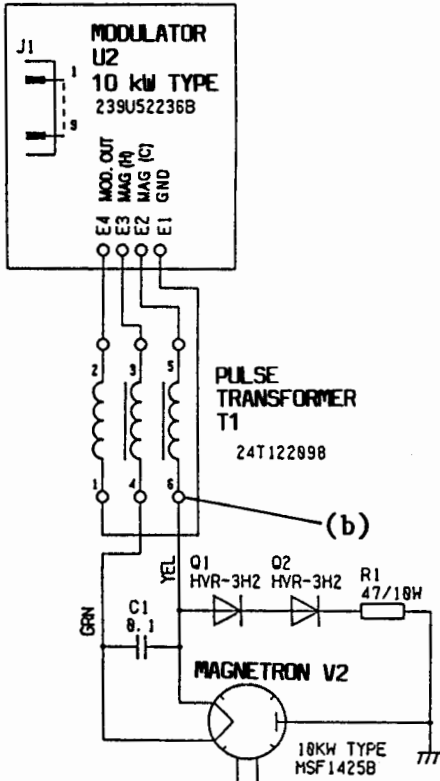 MODULATOR
U2
10 kW TYPE
239U52236B
J1
1
9
MOD. OUT
MAG (H)
MAG (C)
GND
E4
E3
E2
E1
2
3
5
PULSE
TRANSFORMER
T1
24T122098
1
4
6
(b)
GRN
YEL
Q1
HVR-3H2
Q2
HVR-3H2
R1
47/10W
C1
0.1
MAGNETRON V2
10KW TYPE
MSF1425B